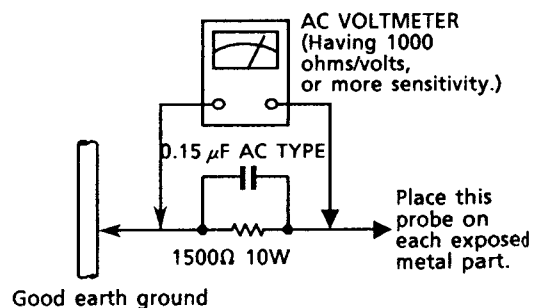 AC VOLTMETER
(Having 1000
ohms/volts,
or more sensitivity.)
0.15 µF AC TYPE
1500Ω 10W
Place this
probe on
each exposed
metal part.
Good earth ground